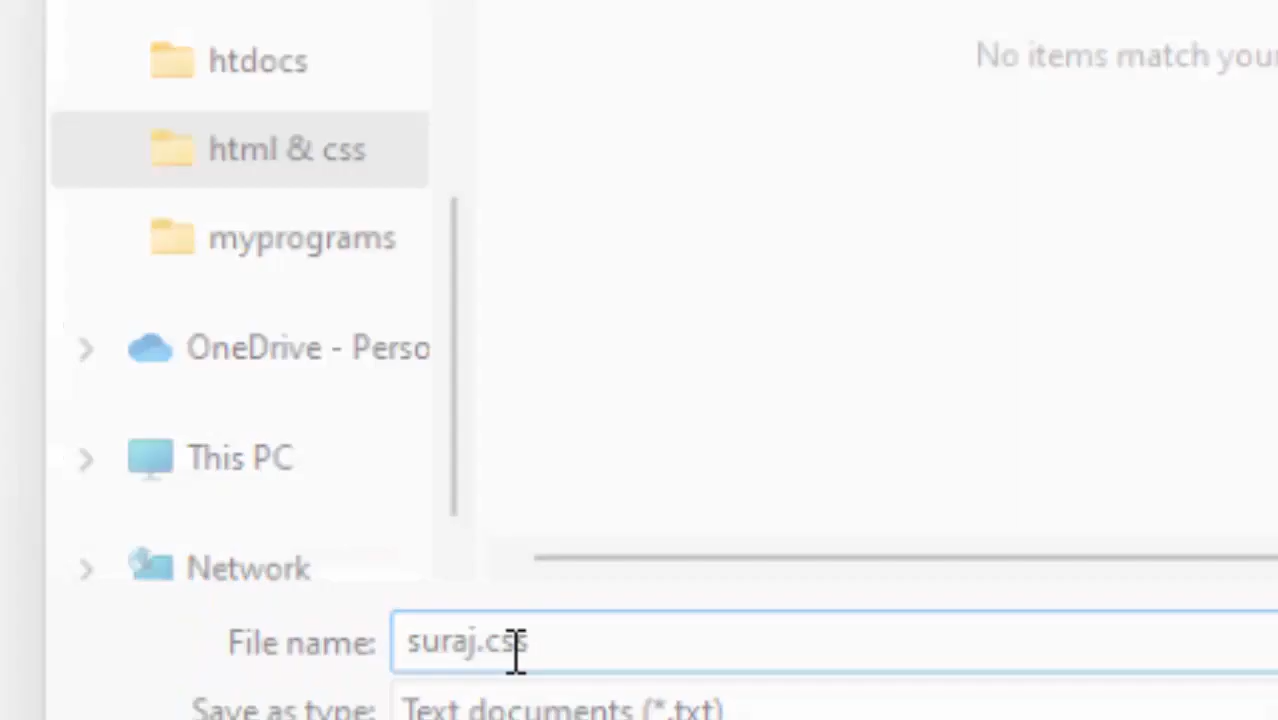 htdocs
No items match your
html & css
myprograms
OneDrive - Perso
This PC
Network
File name: suraj.css
Save as type: Text documents (*.txt)